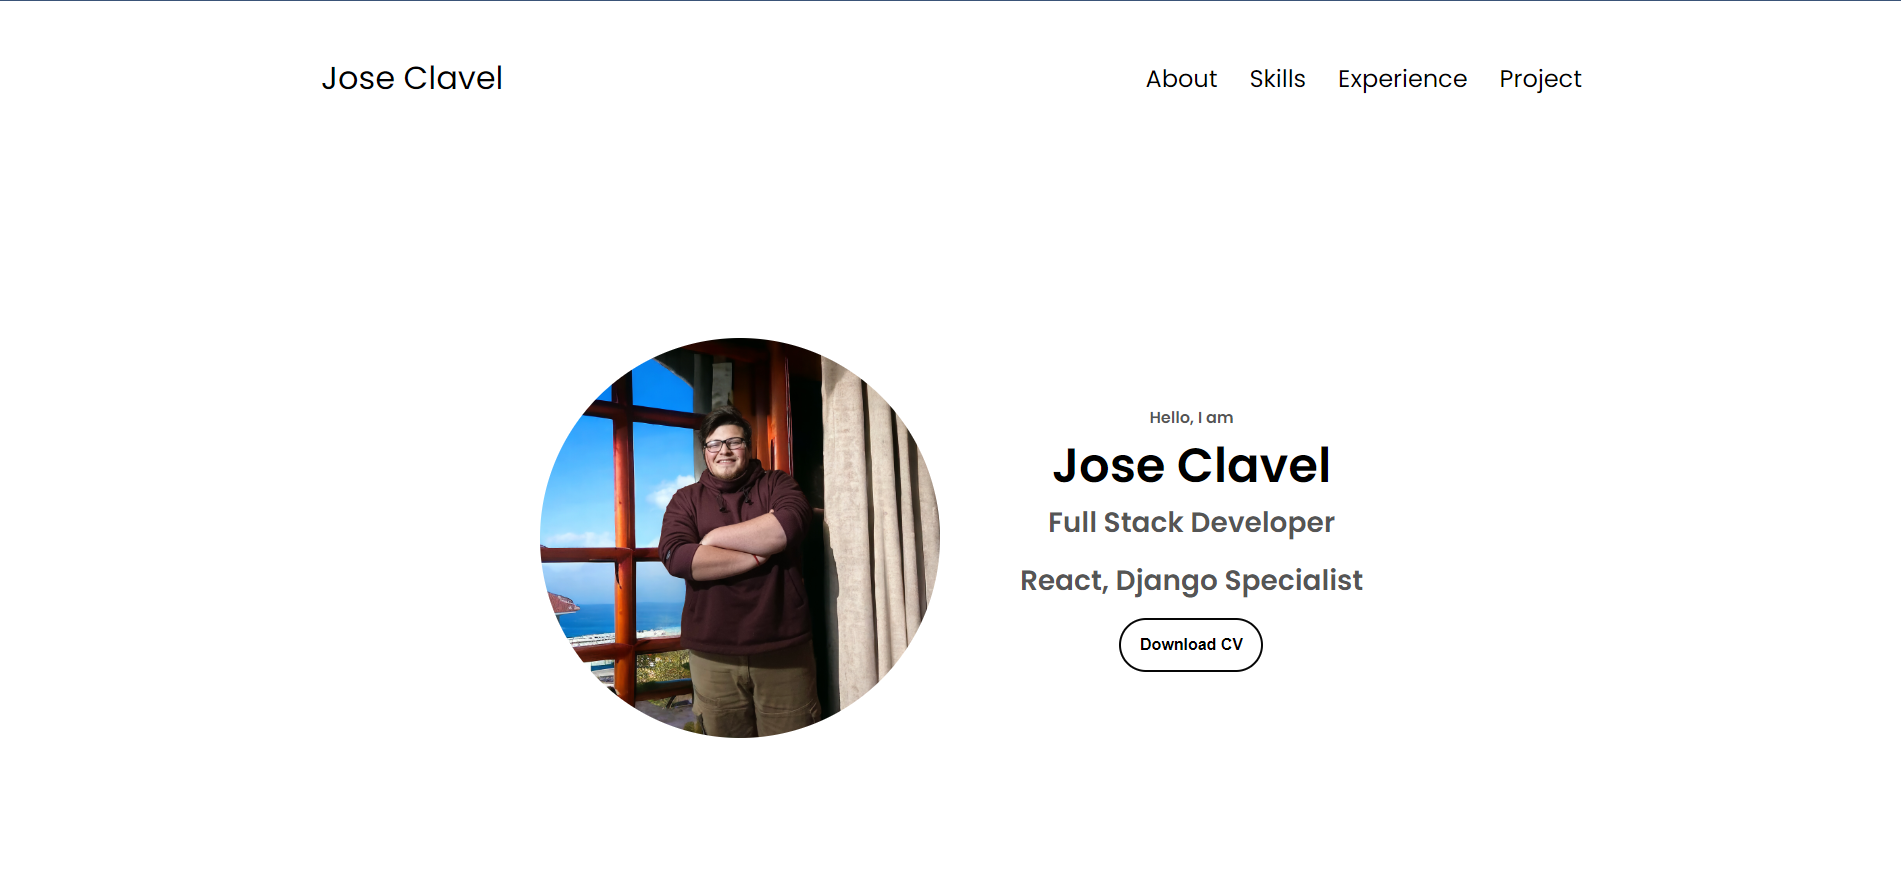 Jose Clavel
About Skills Experience Project
Hello, I am
Jose Clavel
Full Stack Developer
React, Django Specialist
Download CV